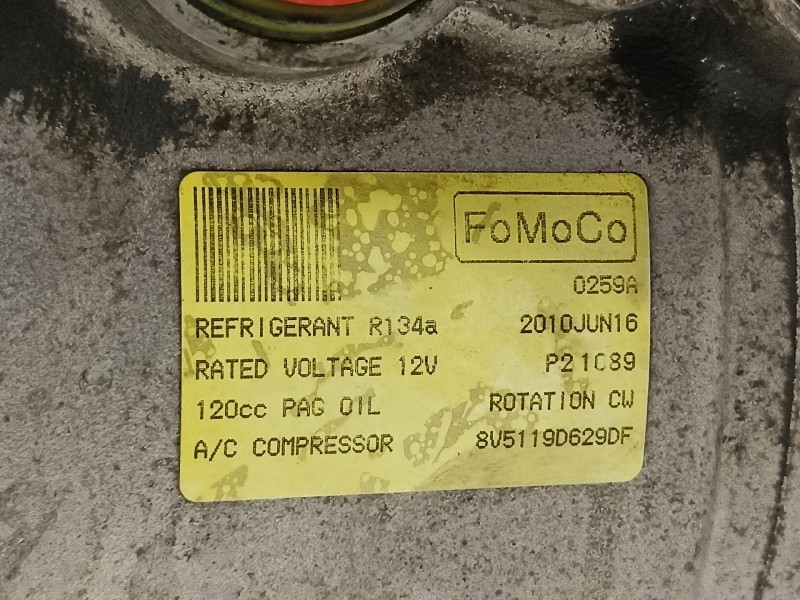 FoMoCo
0259A
REFRIGERANT R134a 2010JUN16
RATED VOLTAGE 12V P21C89
120cc PAG OIL ROTATION CW
A/C COMPRESSOR 8V5119D629DF